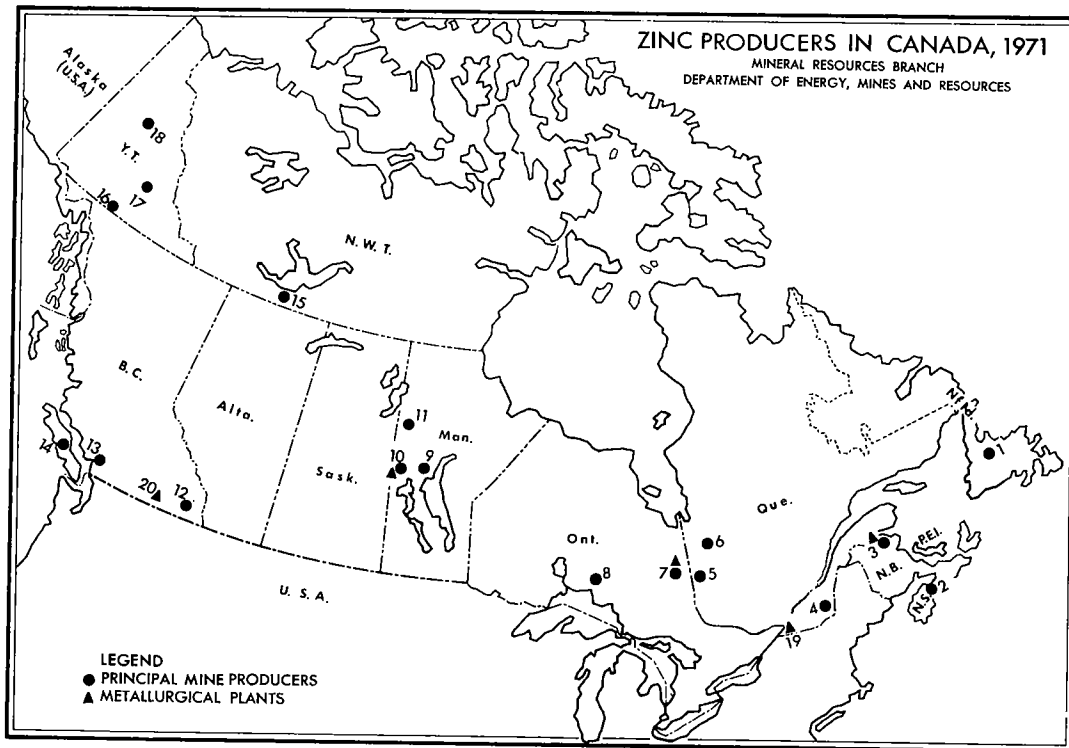 ZINC PRODUCERS IN CANADA, 1971
MINERAL RESOURCES BRANCH
DEPARTMENT OF ENERGY, MINES AND RESOURCES
Alaska
(U.S.A.)
18
Y.T.
17
16
N.W.T.
15
B.C.
Alta.
Sask.
Man.
11
10
9
14
13
20
12
Ont.
Que.
Nfld.
1
6
7
5
8
3
P.E.I.
N.B.
N.S.
2
4
19
U.S.A.
LEGEND
PRINCIPAL MINE PRODUCERS
METALLURGICAL PLANTS